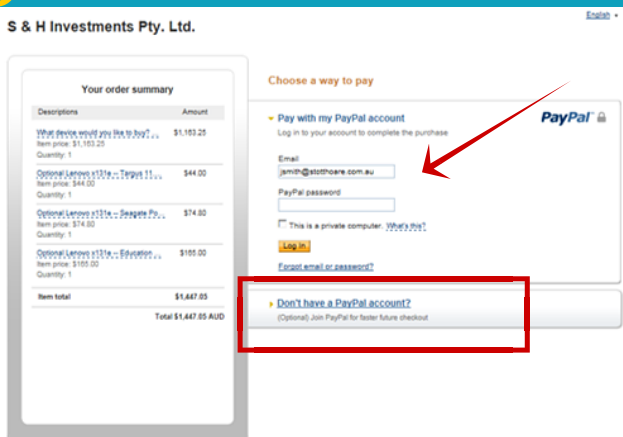 English
S & H Investments Pty. Ltd.
Your order summary
Descriptions Amount
What device would you like to buy? ... $1,163.25
Item price: $1,163.25
Quantity: 1
Optional Lenovo x131e -- Targus 11... $44.00
Item price: $44.00
Quantity: 1
Optional Lenovo x131e -- Seagate Po... $74.80
Item price: $74.80
Quantity: 1
Optional Lenovo x131e -- Education ... $165.00
Item price: $165.00
Quantity: 1
Item total $1,447.05
Total $1,447.05 AUD
Choose a way to pay
Pay with my PayPal account
PayPal
Log in to your account to complete the purchase
Email
jsmith@stotthoare.com.au
PayPal password
This is a private computer. What's this?
Log In
Forgot email or password?
Don't have a PayPal account?
(Optional) Join PayPal for faster future checkout